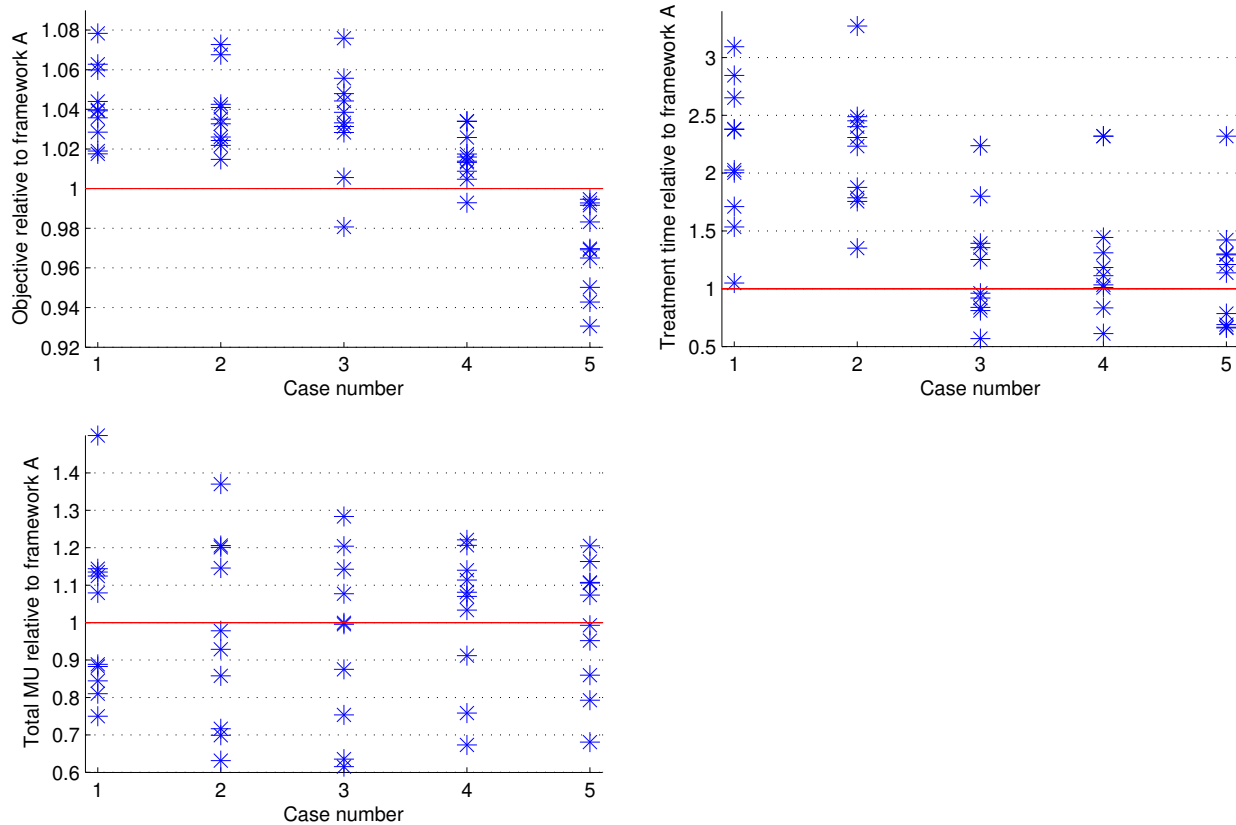 Objective relative to framework A
1.08
1.06
1.04
1.02
1
0.98
0.96
0.94
0.92
1 2 3 4 5
Case number
Treatment time relative to framework A
3
2.5
2
1.5
1
0.5
1 2 3 4 5
Case number
Total MU relative to framework A
1.4
1.3
1.2
1.1
1
0.9
0.8
0.7
0.6
1 2 3 4 5
Case number